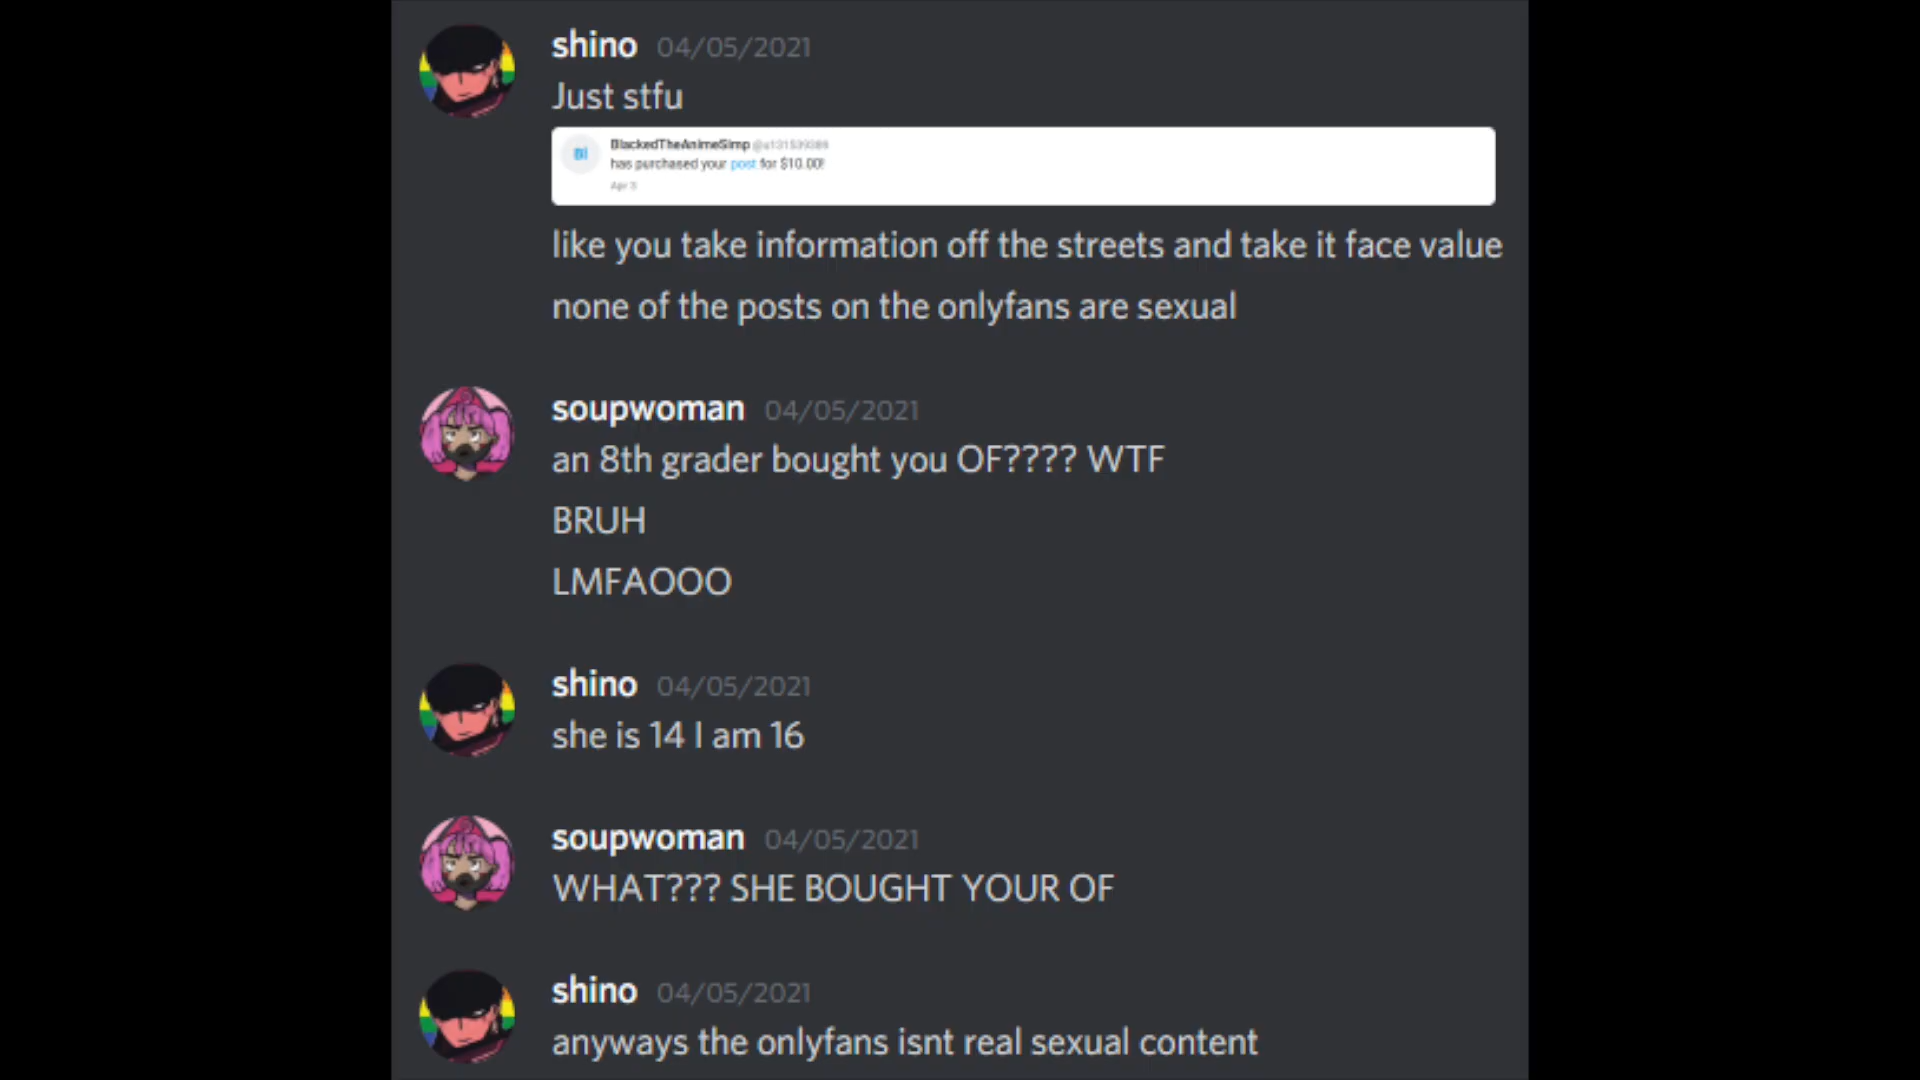 shino 04/05/2021
Just stfu
Bl
BlackedTheAnimeSimp
has purchased your post for $10.00!
Apr 3
like you take information off the streets and take it face value
none of the posts on the onlyfans are sexual
soupwoman 04/05/2021
an 8th grader bought you OF???? WTF
BRUH
LMFAOOO
shino 04/05/2021
she is 14 I am 16
soupwoman 04/05/2021
WHAT??? SHE BOUGHT YOUR OF
shino 04/05/2021
anyways the onlyfans isnt real sexual content